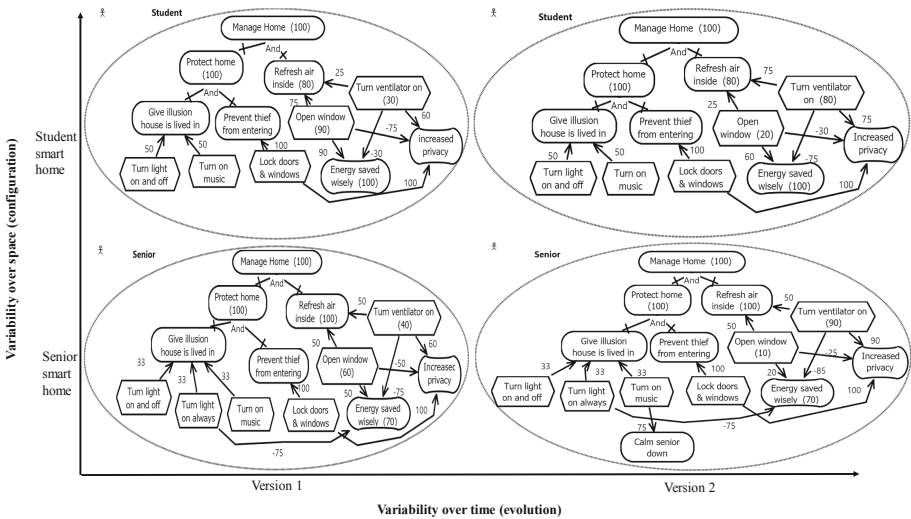 Student
Manage Home (100)
And
Protect home
(100)
Refresh air
inside (80)
25
Turn ventilator on
(30)
And
75
60
Give illusion
house is lived in
Prevent thief
from entering
Open window
(90)
-75
Increased
privacy
50
50
100
90
-30
Turn light
on and off
Turn on
music
Lock doors
& windows
Energy saved
wisely (100)
100
Student
Manage Home (100)
And
Protect home
(100)
Refresh air
inside (80)
75
Turn ventilator on
(80)
And
25
75
Give illusion
house is lived in
Prevent thief
from entering
Open
window (20)
-30
Increased
privacy
50
50
100
60
-75
Turn light
on and off
Turn on
music
Lock doors
& windows
Energy saved
wisely (100)
100
Student
smart
home
Senior
Manage Home (100)
And
Protect home
(100)
Refresh air
inside (100)
50
Turn ventilator on
(40)
And
50
60
Give illusion
house is lived in
Prevent thief
from entering
Open window
(60)
-50
Increased
privacy
33
33
33
100
50
-75
Turn light
on and off
Turn light
on always
Turn on
music
Lock doors
& windows
Energy saved
wisely (70)
100
-75
Senior
Manage Home (100)
And
Protect home
(100)
Refresh air
inside (100)
50
Turn ventilator on
(90)
And
50
90
Give illusion
house is lived in
Prevent thief
from entering
Open window
(10)
-25
Increased
privacy
33
33
33
100
20
-85
Turn light
on and off
Turn light
on always
Turn on
music
Lock doors
& windows
Energy saved
wisely (70)
100
75
-75
Calm senior
down
Senior
smart
home
Variability over space (configuration)
Version 1
Version 2
Variability over time (evolution)